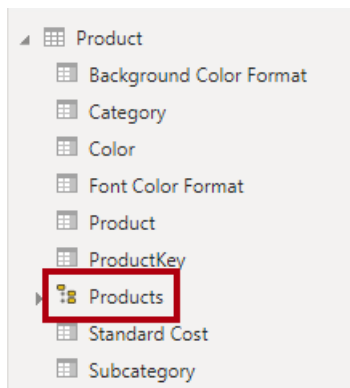 Product
Background Color Format
Category
Color
Font Color Format
Product
ProductKey
Products
Standard Cost
Subcategory